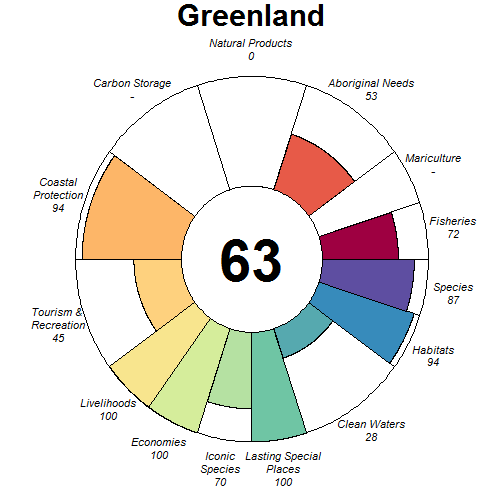 Greenland
Natural Products
0
Carbon Storage
-
Aboriginal Needs
53
Mariculture
-
Coastal
Protection
94
Fisheries
72
63
Species
87
Tourism &
Recreation
45
Habitats
94
Livelihoods
100
Clean Waters
28
Economies
100
Iconic
Species
70
Lasting Special
Places
100